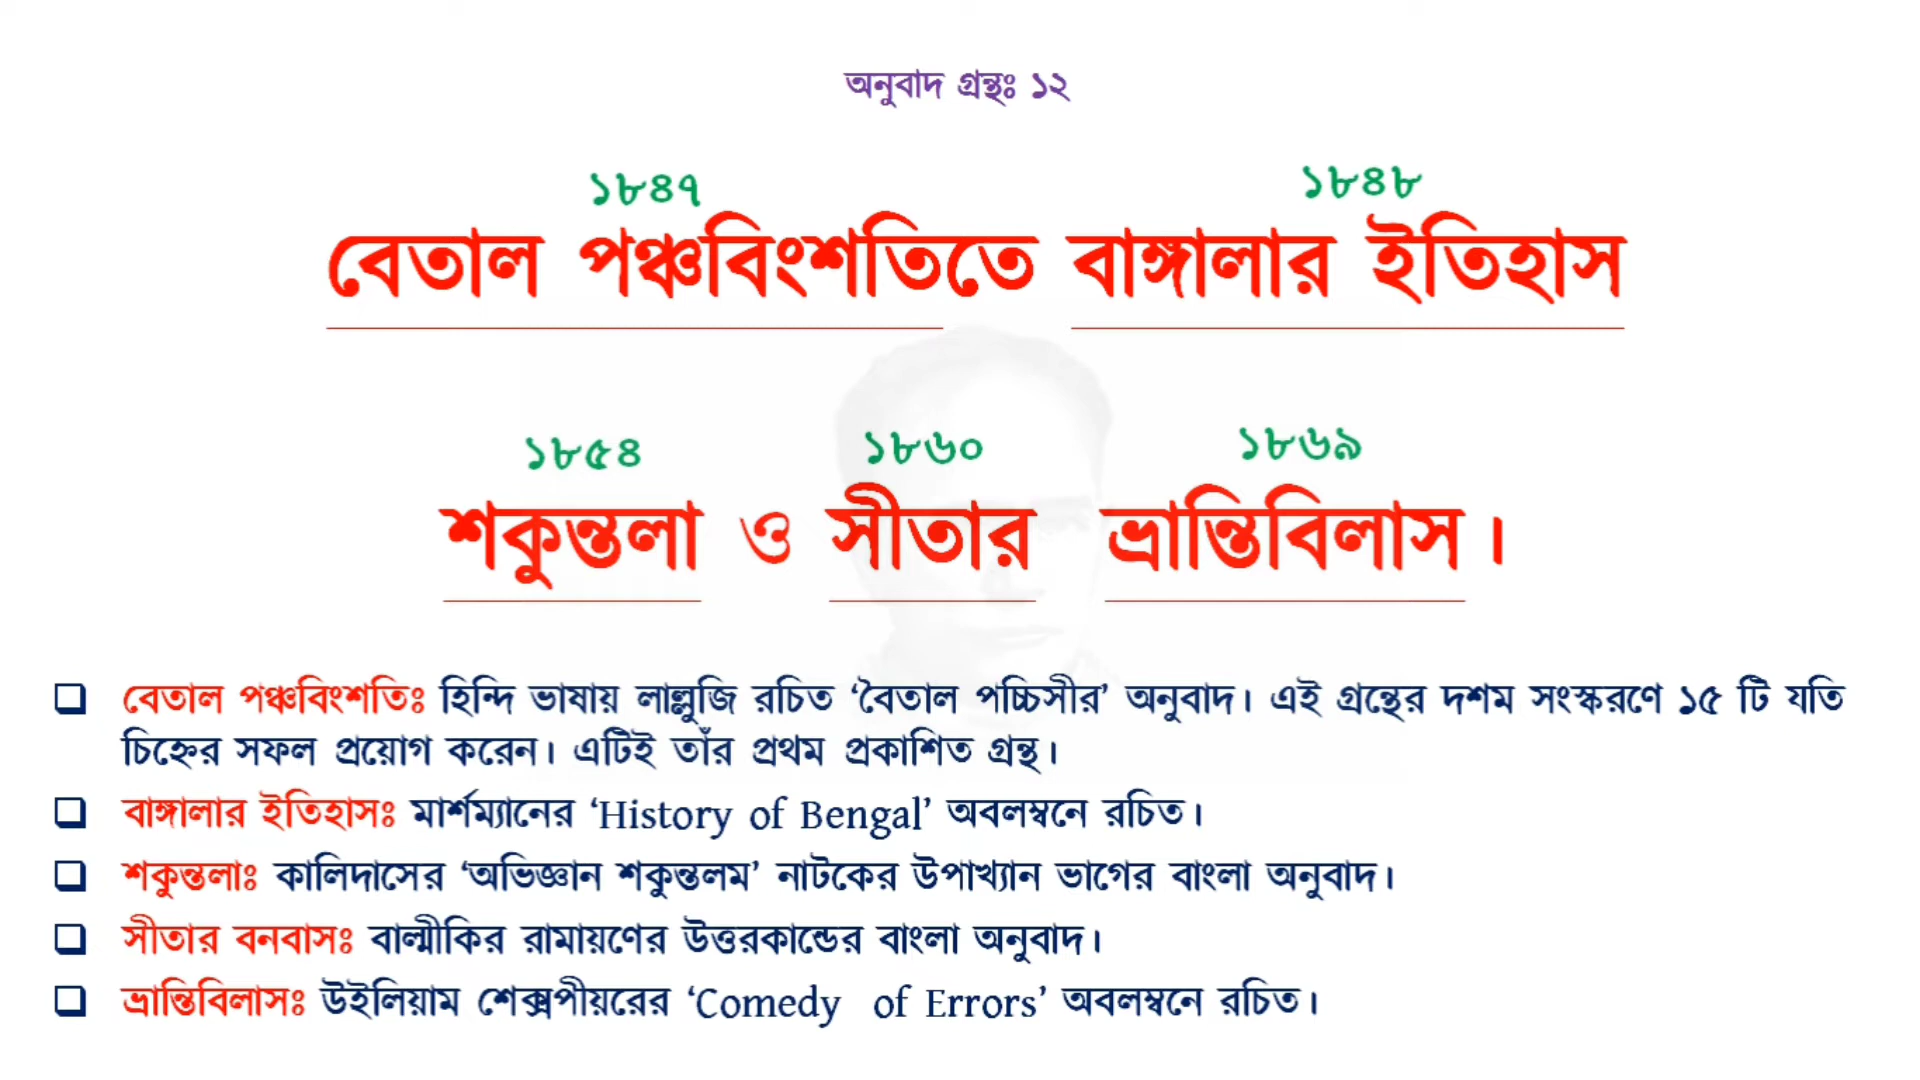 অনুবাদ গ্রন্থঃ ১২
১৮৪৭ ১৮৪৮
বেতাল পঞ্চবিংশতিতে বাঙ্গালার ইতিহাস
১৮৫৪ ১৮৬০ ১৮৬৯
শকুন্তলা ও সীতার ভ্রান্তিবিলাস।
❑ বেতাল পঞ্চবিংশতিঃ হিন্দি ভাষায় লাল্লুজি রচিত ‘বৈতাল পচ্চিসীর’ অনুবাদ। এই গ্রন্থের দশম সংস্করণে ১৫ টি যতি
চিহ্নের সফল প্রয়োগ করেন। এটিই তাঁর প্রথম প্রকাশিত গ্রন্থ।
❑ বাঙ্গালার ইতিহাসঃ মার্শম্যানের ‘History of Bengal’ অবলম্বনে রচিত।
❑ শকুন্তলাঃ কালিদাসের ‘অভিজ্ঞান শকুন্তলম’ নাটকের উপাখ্যান ভাগের বাংলা অনুবাদ।
❑ সীতার বনবাসঃ বাল্মীকির রামায়ণের উত্তরকান্ডের বাংলা অনুবাদ।
❑ ভ্রান্তিবিলাসঃ উইলিয়াম শেক্সপীয়রের ‘Comedy of Errors’ অবলম্বনে রচিত।